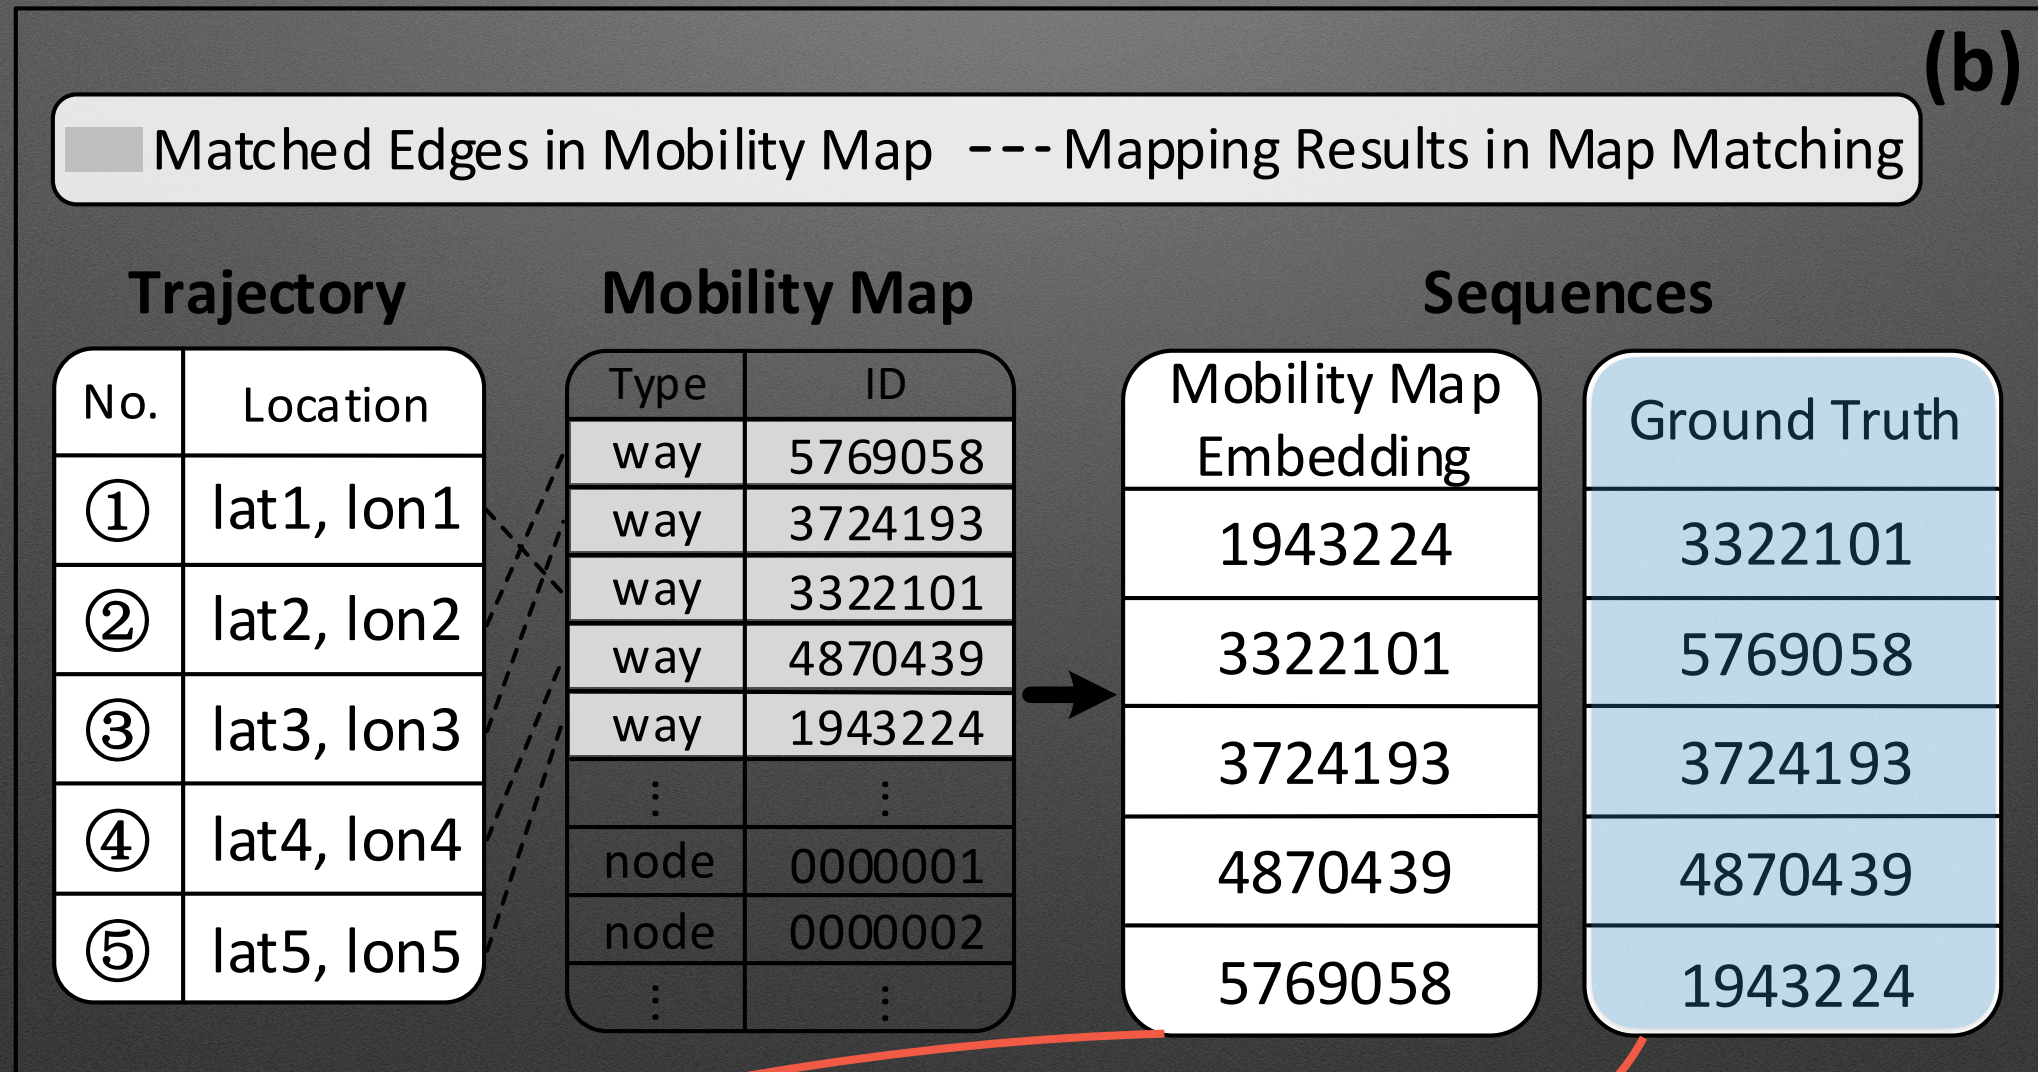 (b)
Matched Edges in Mobility Map --- Mapping Results in Map Matching
Trajectory
No. Location
① lat1, lon1
② lat2, lon2
③ lat3, lon3
④ lat4, lon4
⑤ lat5, lon5
Mobility Map
Type ID
way 5769058
way 3724193
way 3322101
way 4870439
way 1943224
⋮ ⋮
node 0000001
node 0000002
⋮ ⋮
Sequences
Mobility Map
Embedding
1943224
3322101
3724193
4870439
5769058
Ground Truth
3322101
5769058
3724193
4870439
1943224